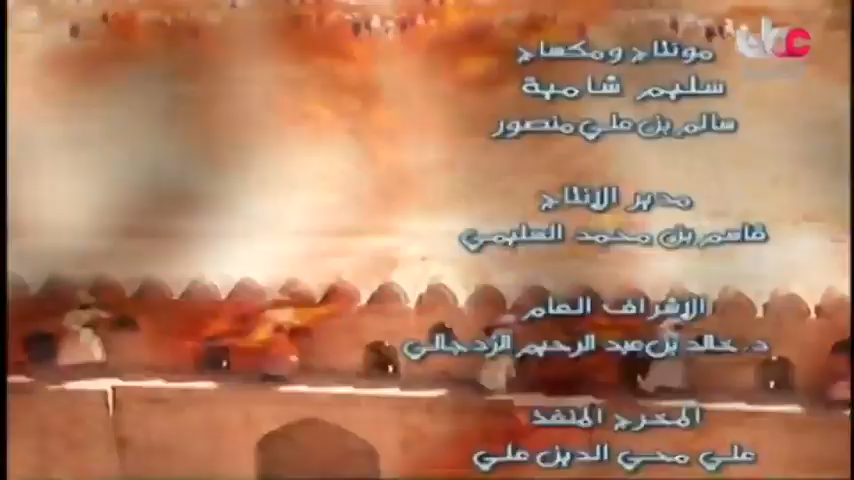 مونتاج ومكساج
سليم شامية
سالم بن علي منصور
مدير الإنتاج
قاسم بن محمد السليمي
الإشراف العام
د. خالد بن عبد الرحيم الزدجالي
المخرج المنفذ
علي محي الدين علي